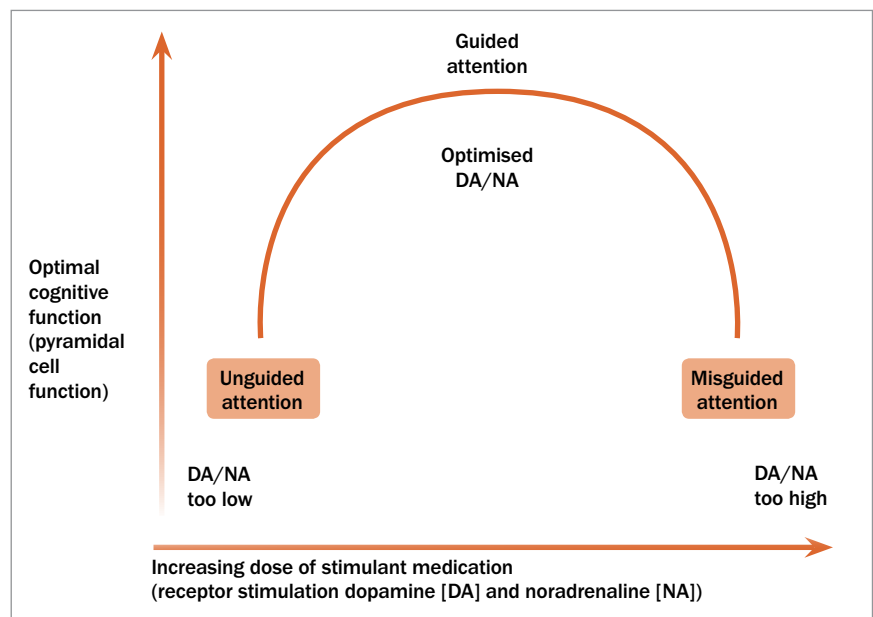 Guided
attention
Optimised
DA/NA
Optimal
cognitive
function
(pyramidal
cell
function)
Unguided
attention
Misguided
attention
DA/NA
too low
DA/NA
too high
Increasing dose of stimulant medication
(receptor stimulation dopamine [DA] and noradrenaline [NA])